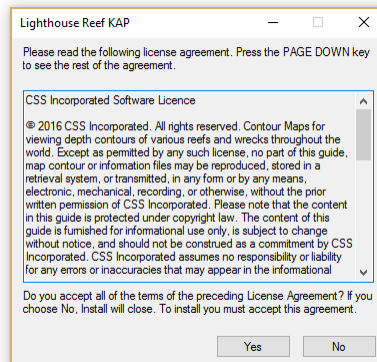 Lighthouse Reef KAP
Please read the following license agreement. Press the PAGE DOWN key
to see the rest of the agreement.
CSS Incorporated Software Licence
® 2016 CSS Incorporated. All rights reserved. Contour Maps for
viewing depth contours of various reefs and wrecks throughout the
world. Except as permitted by any such license, no part of this guide,
map contour or information files may be reproduced, stored in a
retrieval system, or transmitted, in any form or by any means,
electronic, mechanical, recording, or otherwise, without the prior
written permission of CSS Incorporated. Please note that the content
in this guide is protected under copyright law. The content of this
guide is furnished for informational use only, is subject to change
without notice, and should not be construed as a commitment by CSS
Incorporated. CSS Incorporated assumes no responsibility or liability
for any errors or inaccuracies that may appear in the informational
Do you accept all of the terms of the preceding License Agreement? If you
choose No, Install will close. To install you must accept this agreement.
Yes No